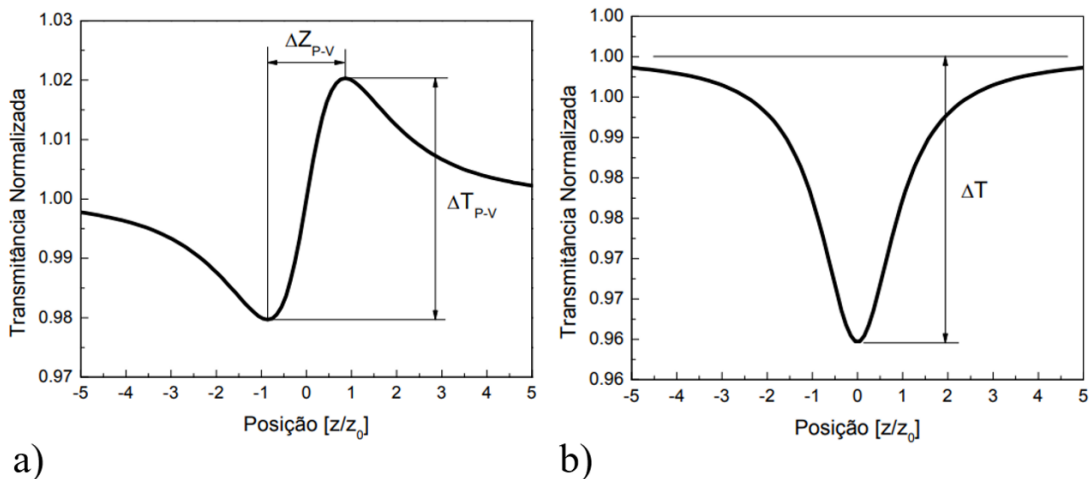 1.03
1.02
1.01
1.00
0.99
0.98
0.97
Transmitância Normalizada
ΔZP-V
ΔTP-V
-5 -4 -3 -2 -1 0 1 2 3 4 5
Posição [z/z0]
a)
1.00
1.00
1.00
0.99
0.98
0.98
0.97
0.97
0.96
0.96
Transmitância Normalizada
ΔT
-5 -4 -3 -2 -1 0 1 2 3 4 5
Posição [z/z0]
b)